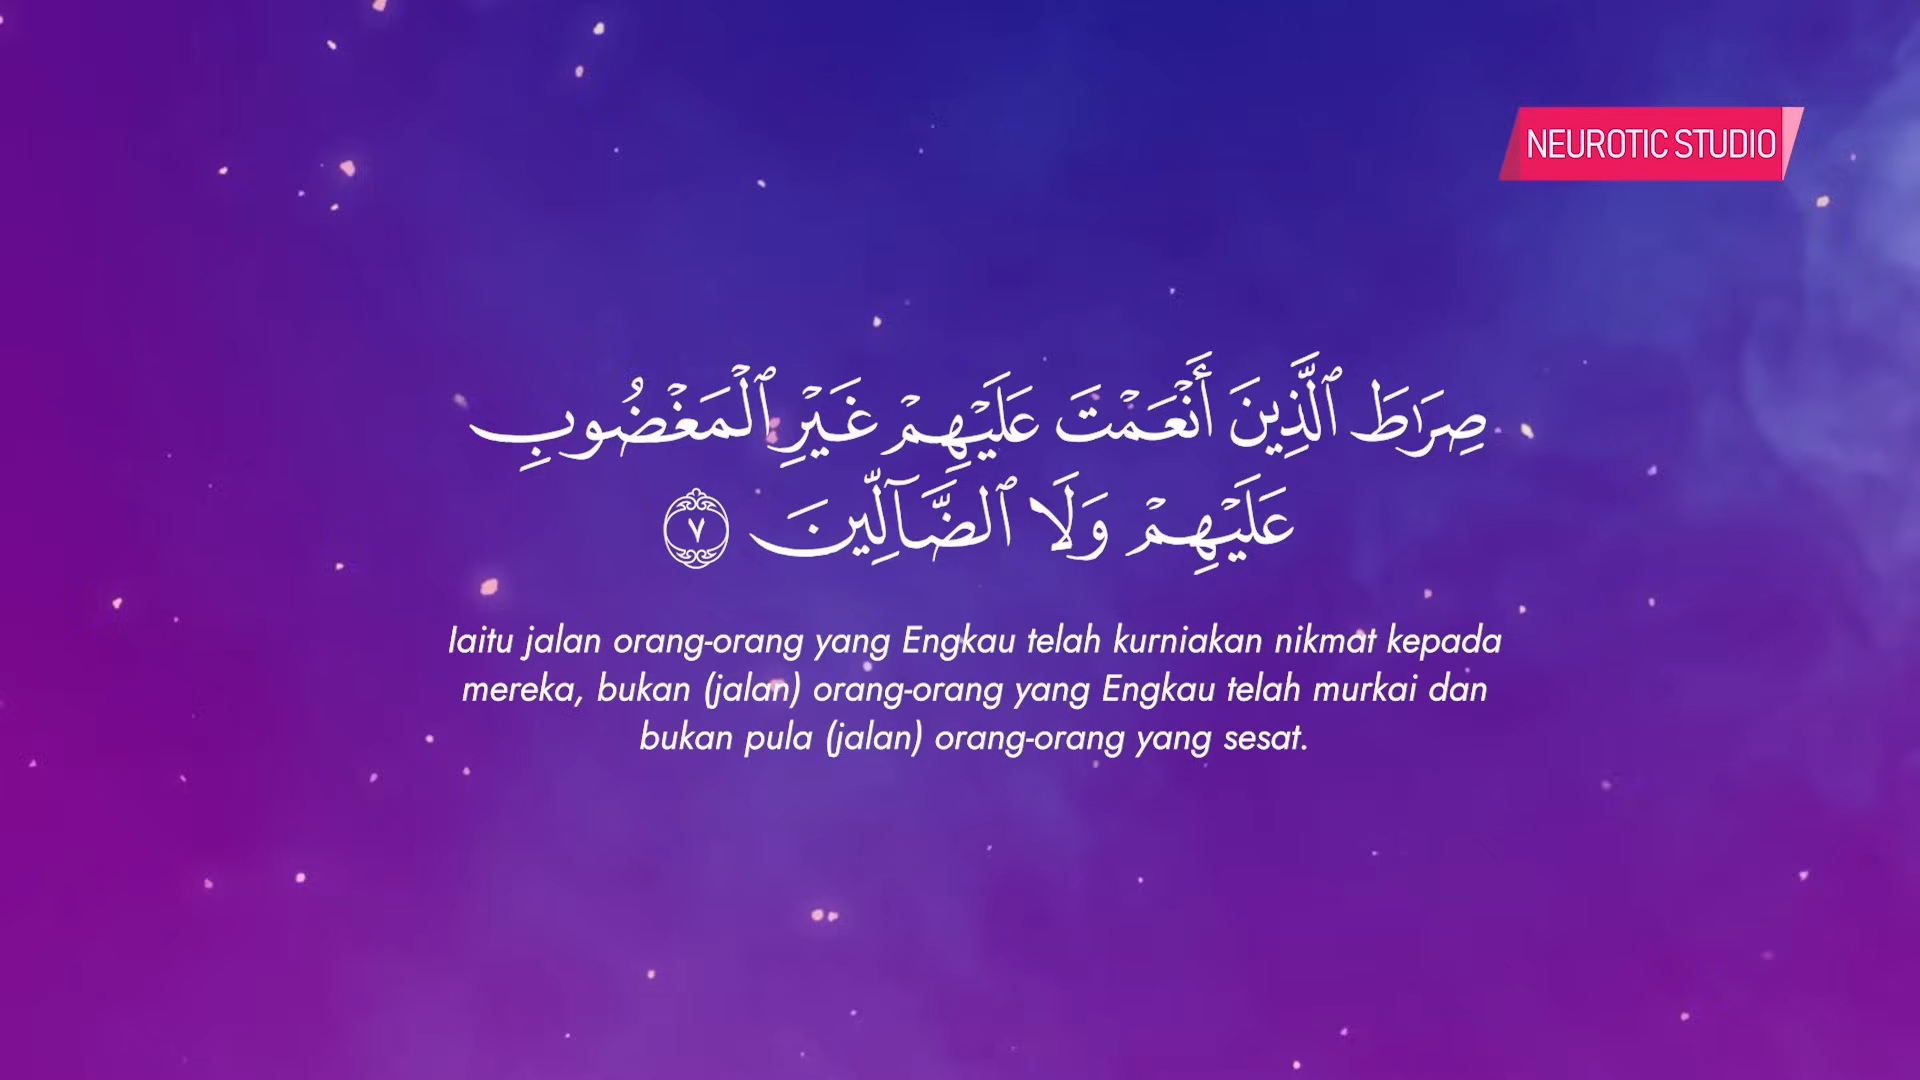 NEUROTIC STUDIO
صِرَٰطَ ٱلَّذِينَ أَنْعَمْتَ عَلَيْهِمْ غَيْرِ ٱلْمَغْضُوبِ
عَلَيْهِمْ وَلَا ٱلضَّآلِّينَ ٧
Iaitu jalan orang-orang yang Engkau telah kurniakan nikmat kepada
mereka, bukan (jalan) orang-orang yang Engkau telah murkai dan
bukan pula (jalan) orang-orang yang sesat.